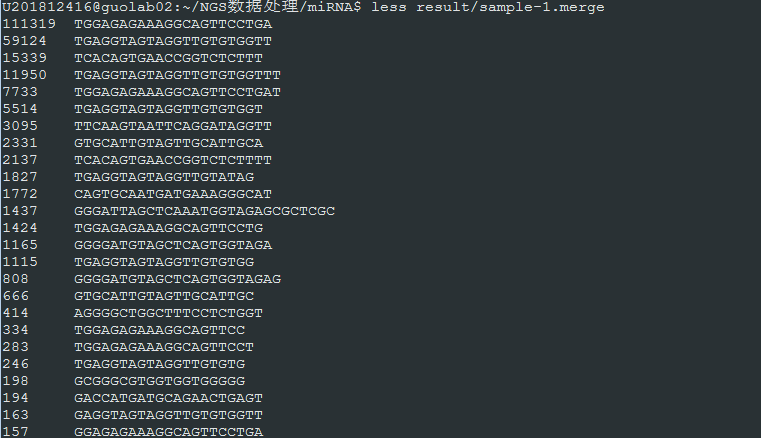 U201812416@guolab02:~/NGS数据处理/miRNA$ less result/sample-1.merge
111319 TGGAGAGAAAGGCAGTTCCTGA
59124 TGAGGTAGTAGGTTGTGTGGTT
15339 TCACAGTGAACCGGTCTCTTT
11950 TGAGGTAGTAGGTTGTGTGGTTT
7733 TGGAGAGAAAGGCAGTTCCTGAT
5514 TGAGGTAGTAGGTTGTGTGGT
3095 TTCAAGTAATTCAGGATAGGTT
2331 GTGCATTGTAGTTGCATTGCA
2137 TCACAGTGAACCGGTCTCTTTT
1827 TGAGGTAGTAGGTTGTATAG
1772 CAGTGCAATGATGAAAGGGCAT
1437 GGGATTAGCTCAAATGGTAGAGCGCTCGC
1424 TGGAGAGAAAGGCAGTTCCTG
1165 GGGGATGTAGCTCAGTGGTAGA
1115 TGAGGTAGTAGGTTGTGTGG
808 GGGGATGTAGCTCAGTGGTAGAG
666 GTGCATTGTAGTTGCATTGC
414 AGGGGCTGGCTTTCCTCTGGT
334 TGGAGAGAAAGGCAGTTCC
283 TGGAGAGAAAGGCAGTTCCT
246 TGAGGTAGTAGGTTGTGTG
198 GCGGGCGTGGTGGTGGGGG
194 GACCATGATGCAGAACTGAGT
163 GAGGTAGTAGGTTGTGTGGTT
157 GGAGAGAAAGGCAGTTCCTGA